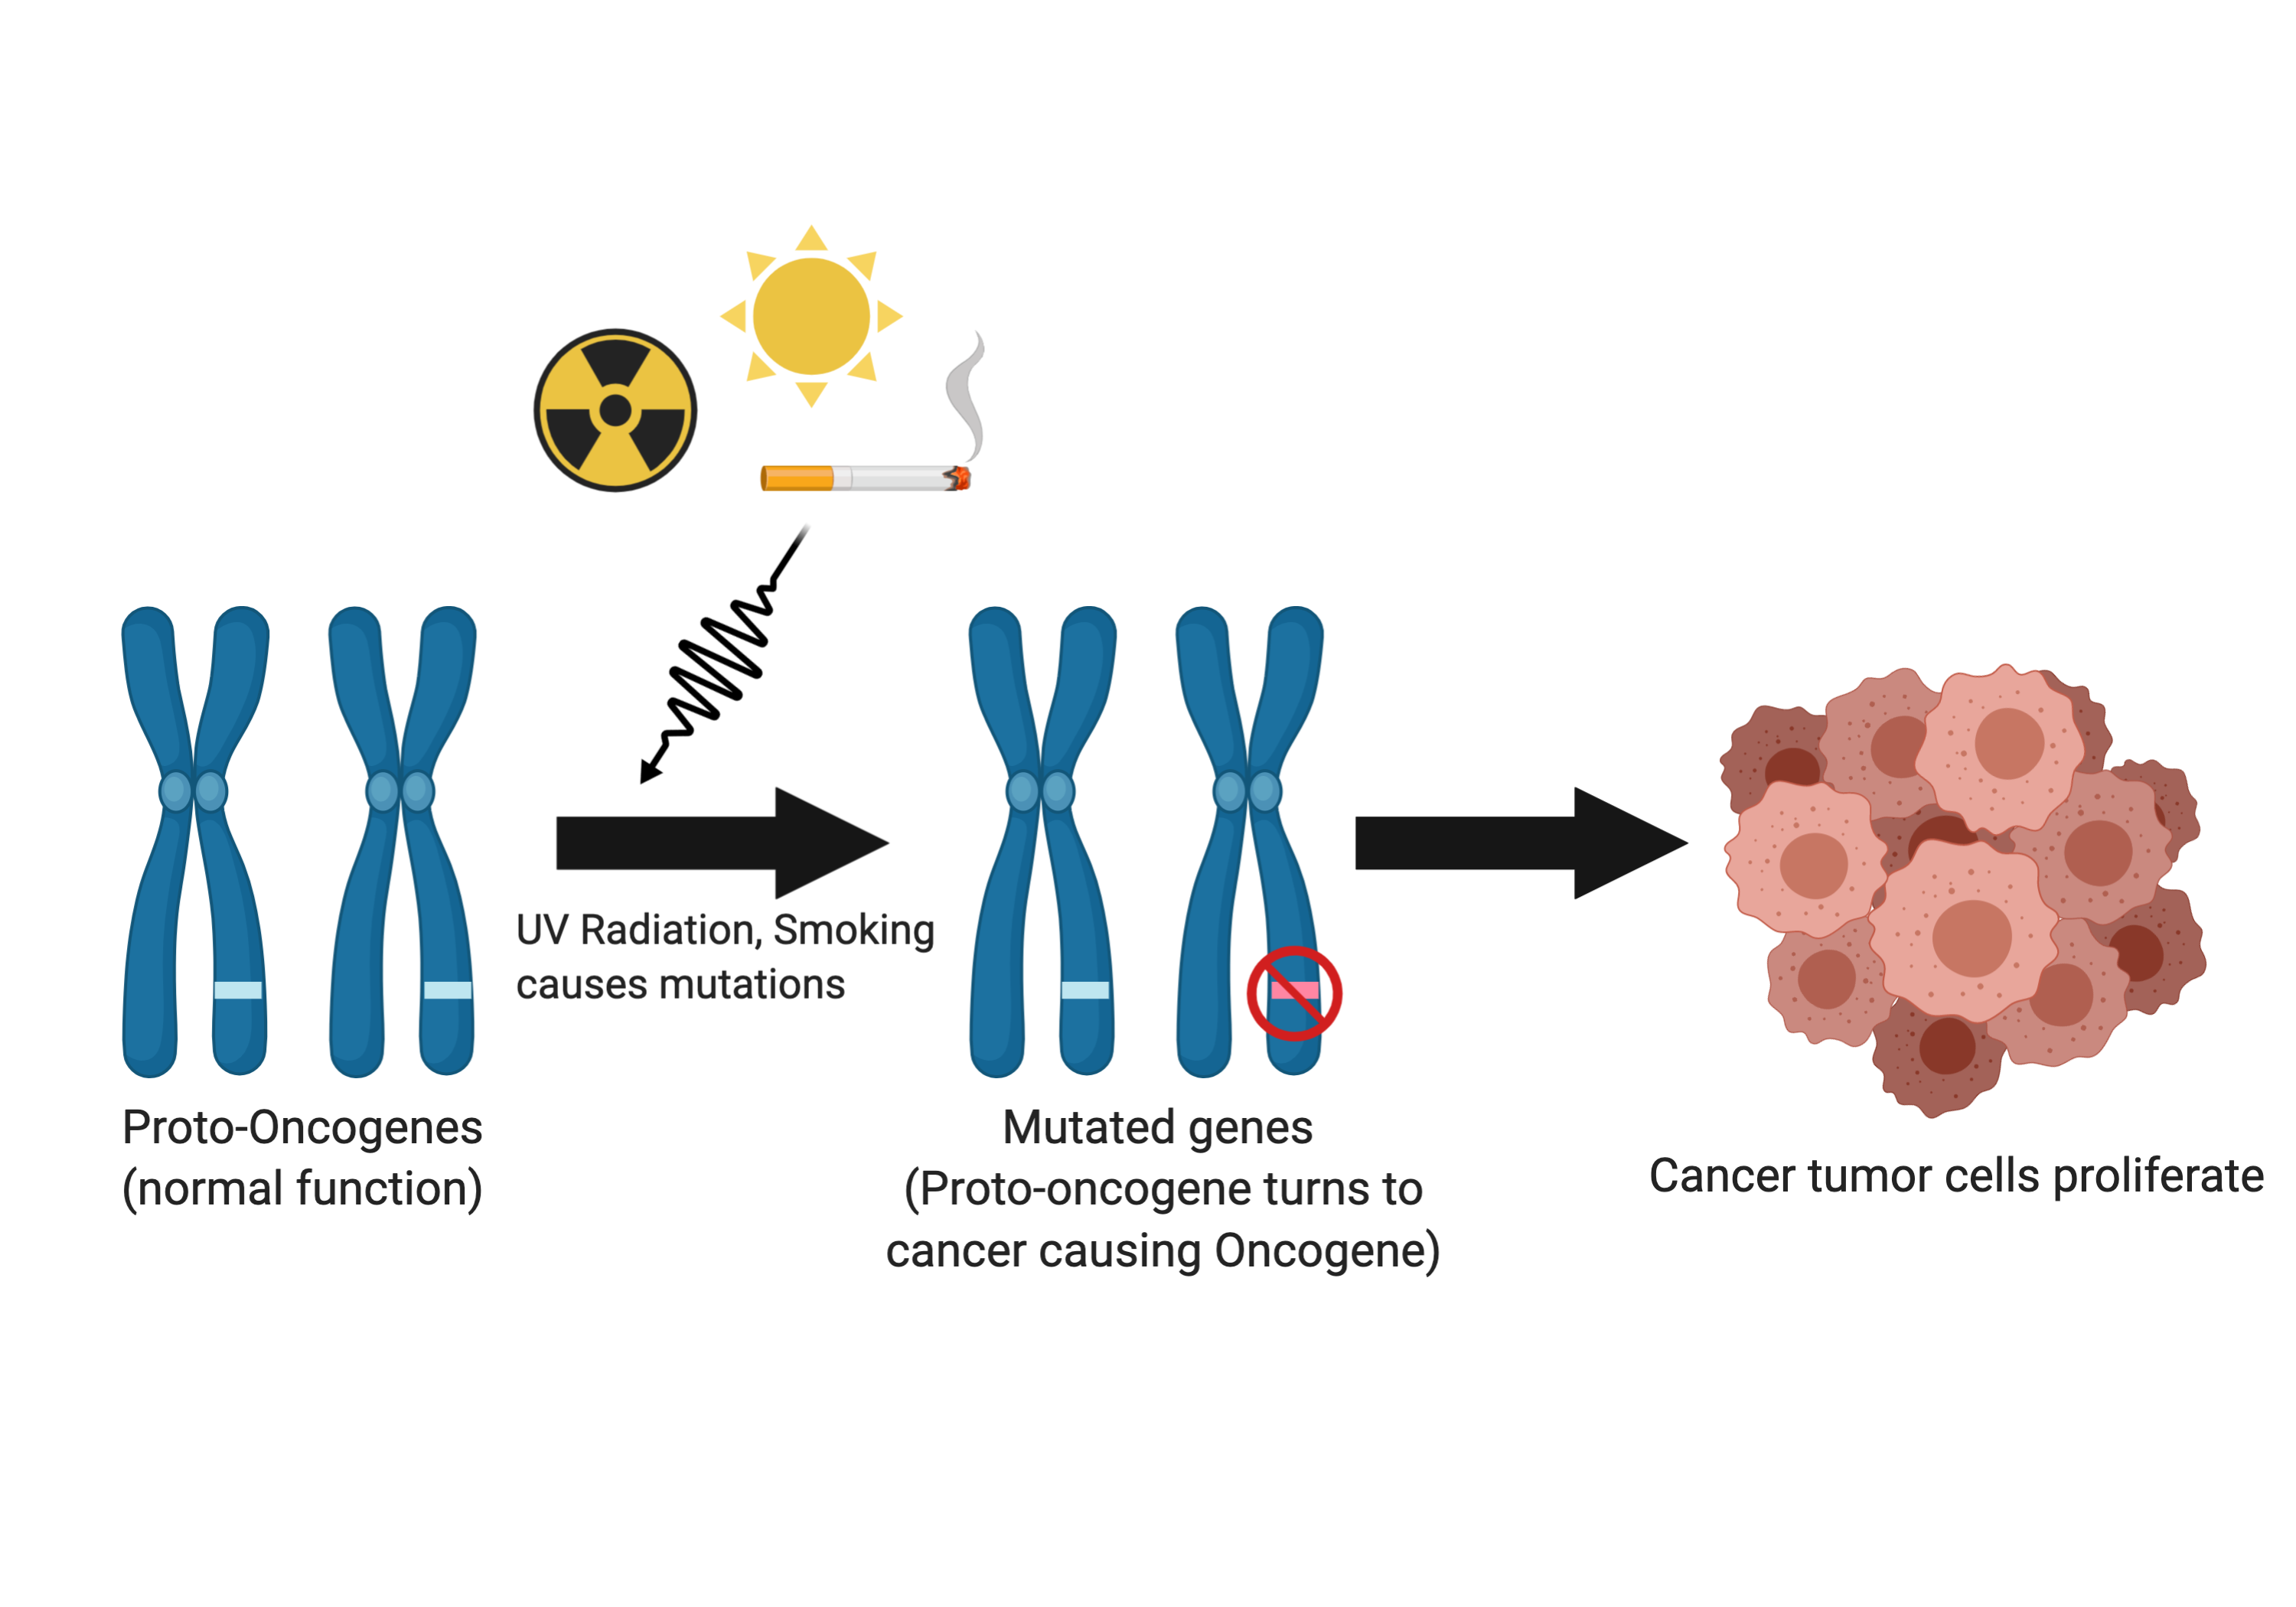 UV Radiation, Smoking
causes mutations
Proto-Oncogenes
(normal function)
Mutated genes
(Proto-oncogene turns to
cancer causing Oncogene)
Cancer tumor cells proliferate